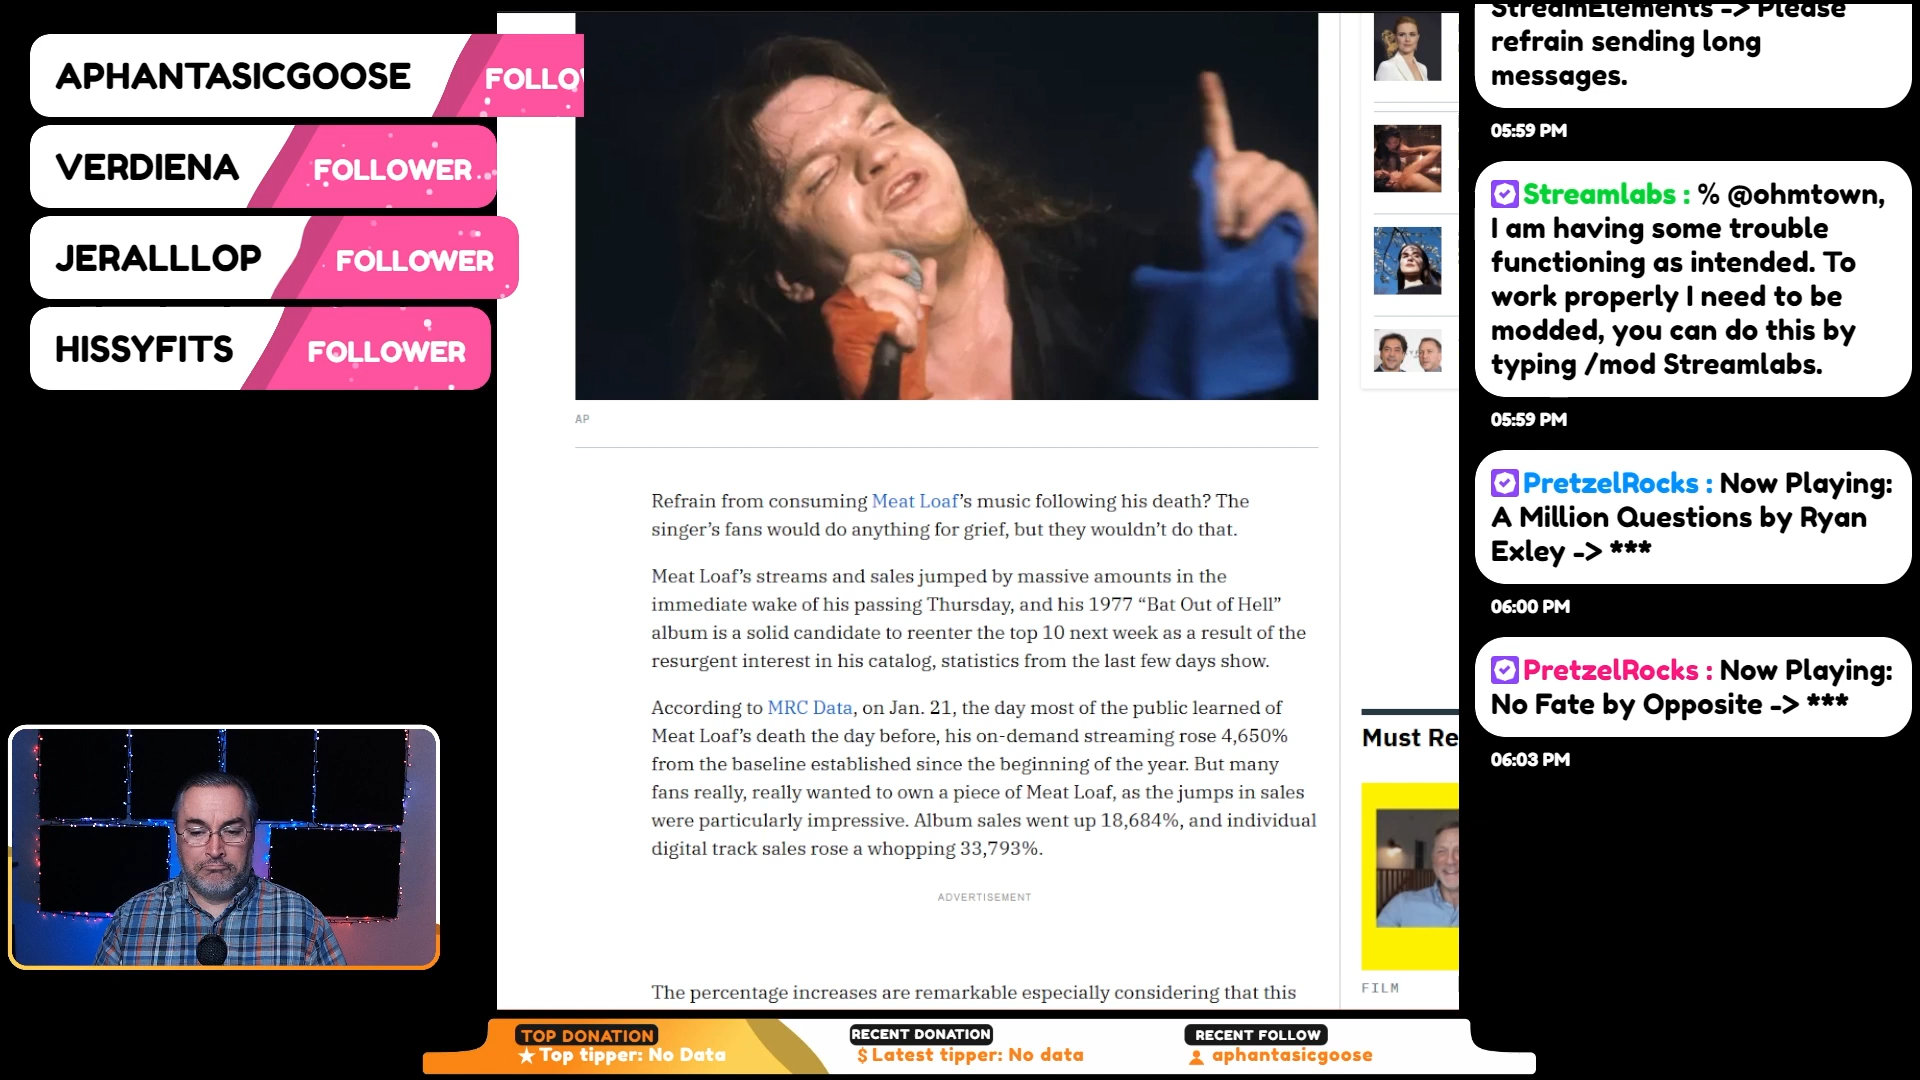 APHANTASICGOOSE
FOLLO
VERDIENA
FOLLOWER
JERALLLOP
FOLLOWER
HISSYFITS
FOLLOWER
AP
Refrain from consuming Meat Loaf's music following his death? The
singer's fans would do anything for grief, but they wouldn't do that.
Meat Loaf's streams and sales jumped by massive amounts in the
immediate wake of his passing Thursday, and his 1977 “Bat Out of Hell”
album is a solid candidate to reenter the top 10 next week as a result of the
resurgent interest in his catalog, statistics from the last few days show.
According to MRC Data, on Jan. 21, the day most of the public learned of
Meat Loaf's death the day before, his on-demand streaming rose 4,650%
from the baseline established since the beginning of the year. But many
fans really, really wanted to own a piece of Meat Loaf, as the jumps in sales
were particularly impressive. Album sales went up 18,684%, and individual
digital track sales rose a whopping 33,793%.
ADVERTISEMENT
The percentage increases are remarkable especially considering that this
Must Re
FILM
StreamElements -> Please
refrain sending long
messages.
05:59 PM
Streamlabs : % @ohmtown,
I am having some trouble
functioning as intended. To
work properly I need to be
modded, you can do this by
typing /mod Streamlabs.
05:59 PM
PretzelRocks : Now Playing:
A Million Questions by Ryan
Exley -> ***
06:00 PM
PretzelRocks : Now Playing:
No Fate by Opposite -> ***
06:03 PM
TOP DONATION
Top tipper: No Data
RECENT DONATION
$ Latest tipper: No data
RECENT FOLLOW
aphantasicgoose